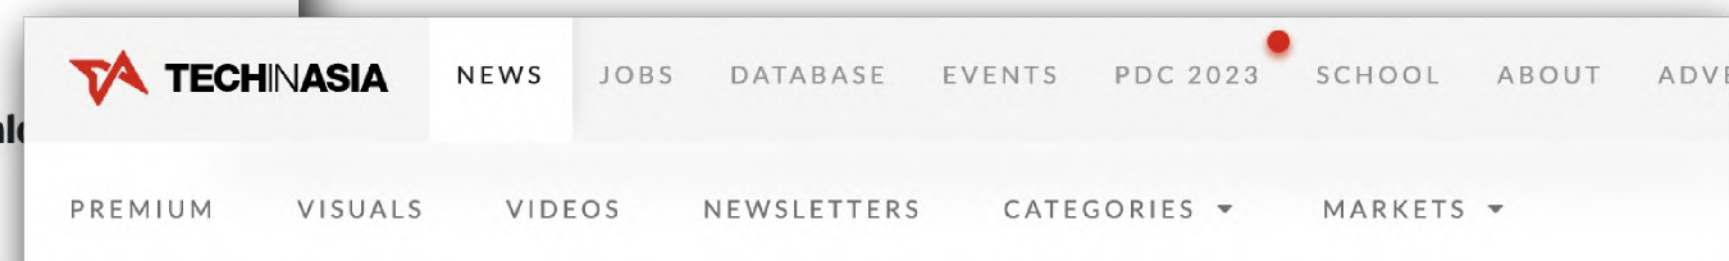 TECHINASIA NEWS JOBS DATABASE EVENTS PDC 2023 SCHOOL ABOUT
PREMIUM VISUALS VIDEOS NEWSLETTERS CATEGORIES MARKETS